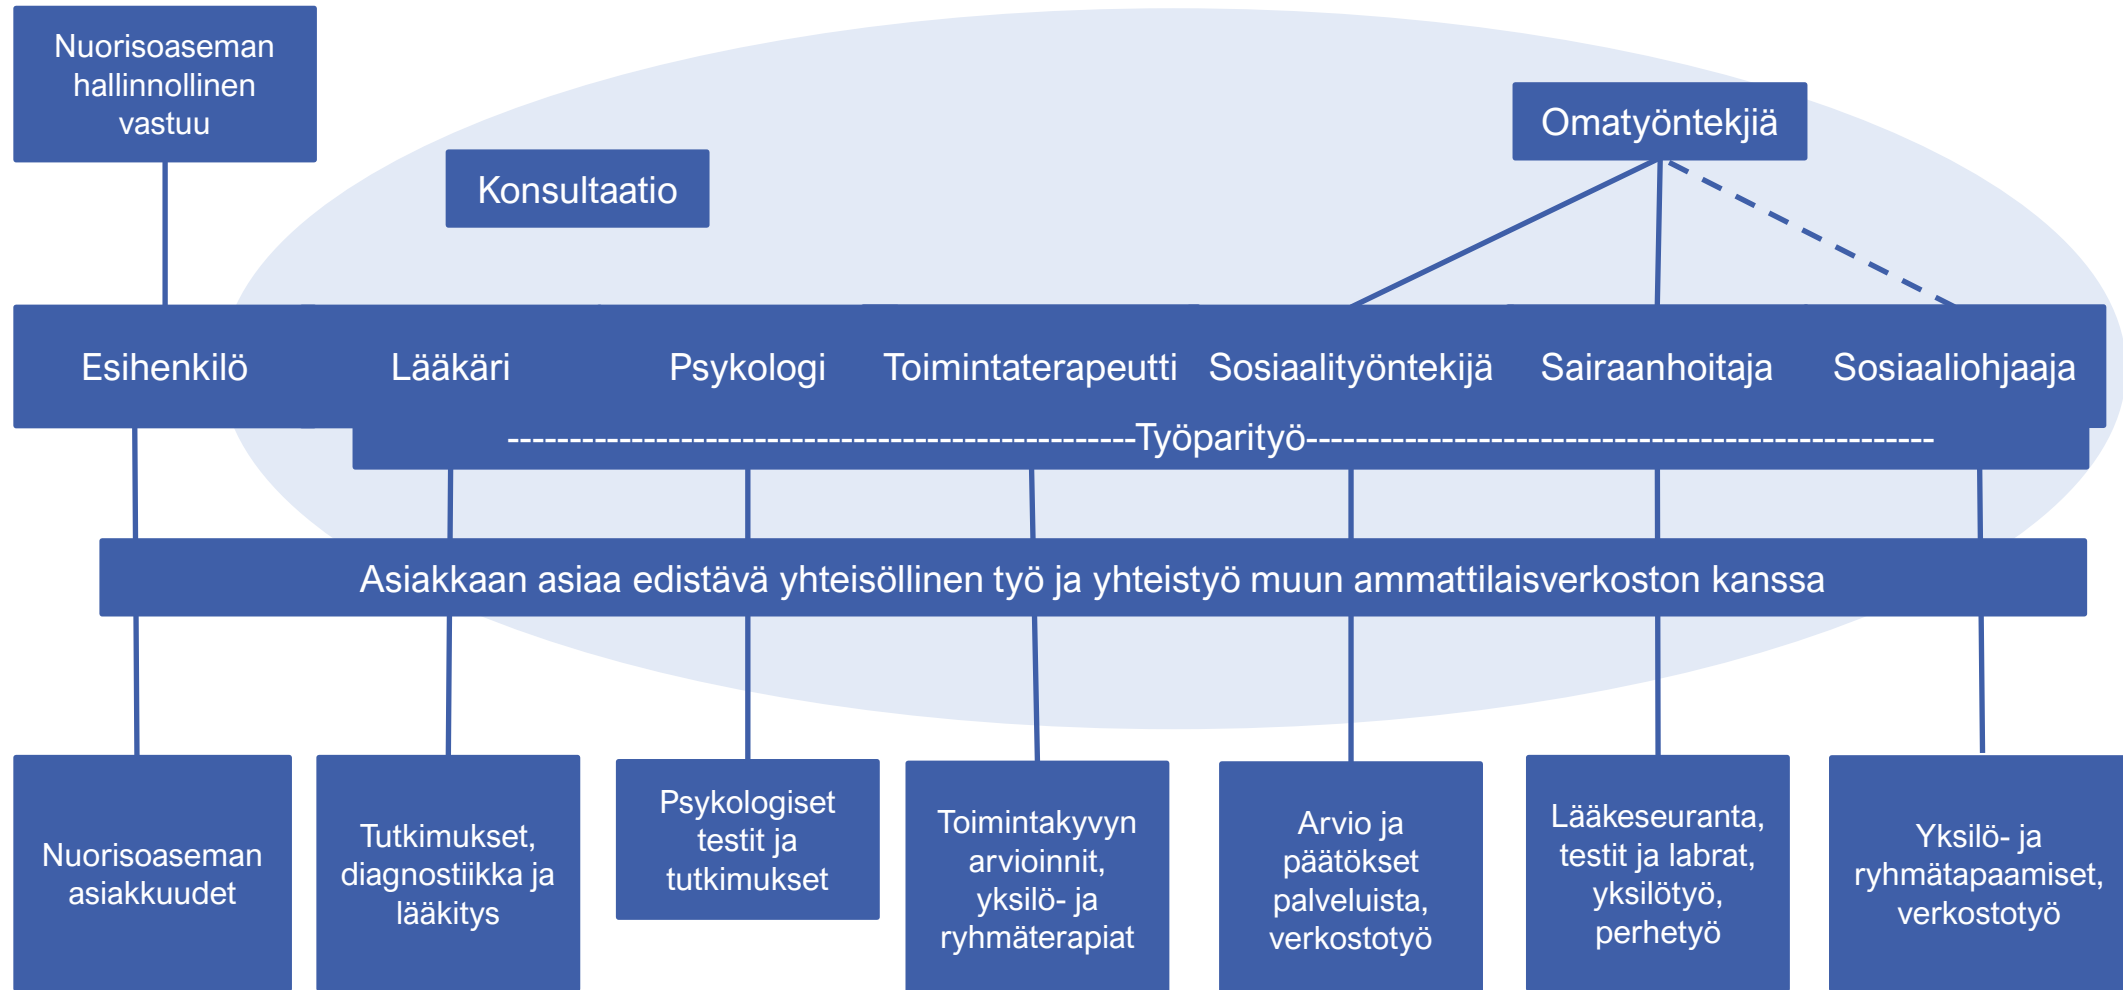 Nuorisoaseman
hallinnollinen
vastuu
Omatyöntekjiä
Konsultaatio
Esihenkilö
Lääkäri
Psykologi
Toimintaterapeutti
Sosiaalityöntekijä
Sairaanhoitaja
Sosiaaliohjaaja
--------------------------------------------------Työparityö--------------------------------------------------
Asiakkaan asiaa edistävä yhteisöllinen työ ja yhteistyö muun ammattilaisverkoston kanssa
Nuorisoaseman
asiakkuudet
Tutkimukset,
diagnostiikka ja
lääkitys
Psykologiset
testit ja
tutkimukset
Toimintakyvyn
arvioinnit,
yksilö- ja
ryhmäterapiat
Arvio ja
päätökset
palveluista,
verkostotyö
Lääkeseuranta,
testit ja labrat,
yksilötyö,
perhetyö
Yksilö- ja
ryhmätapaamiset,
verkostotyö